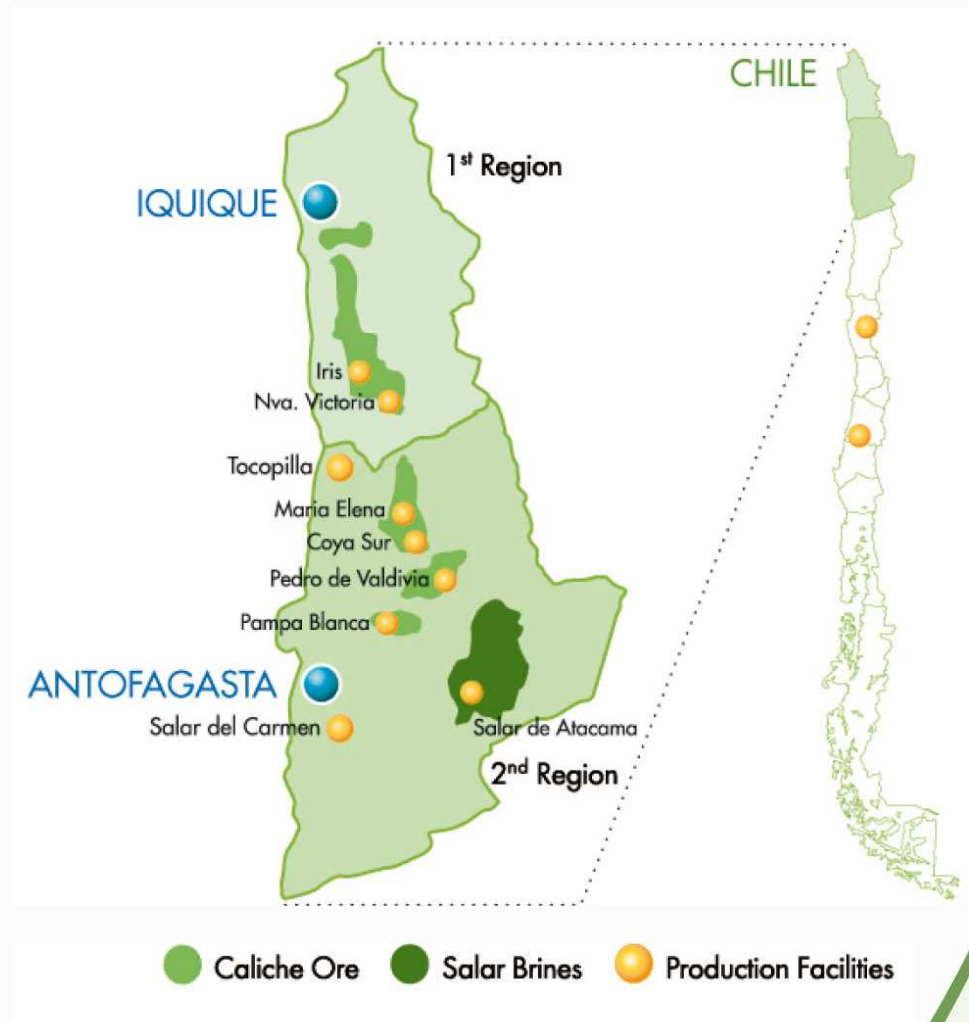 CHILE
1st Region
IQUIQUE
Iris
Nva. Victoria
Tocopilla
Maria Elena
Coya Sur
Pedro de Valdivia
Pampa Blanca
ANTOFAGASTA
Salar del Carmen
Salar de Atacama
2nd Region
Caliche Ore
Salar Brines
Production Facilities